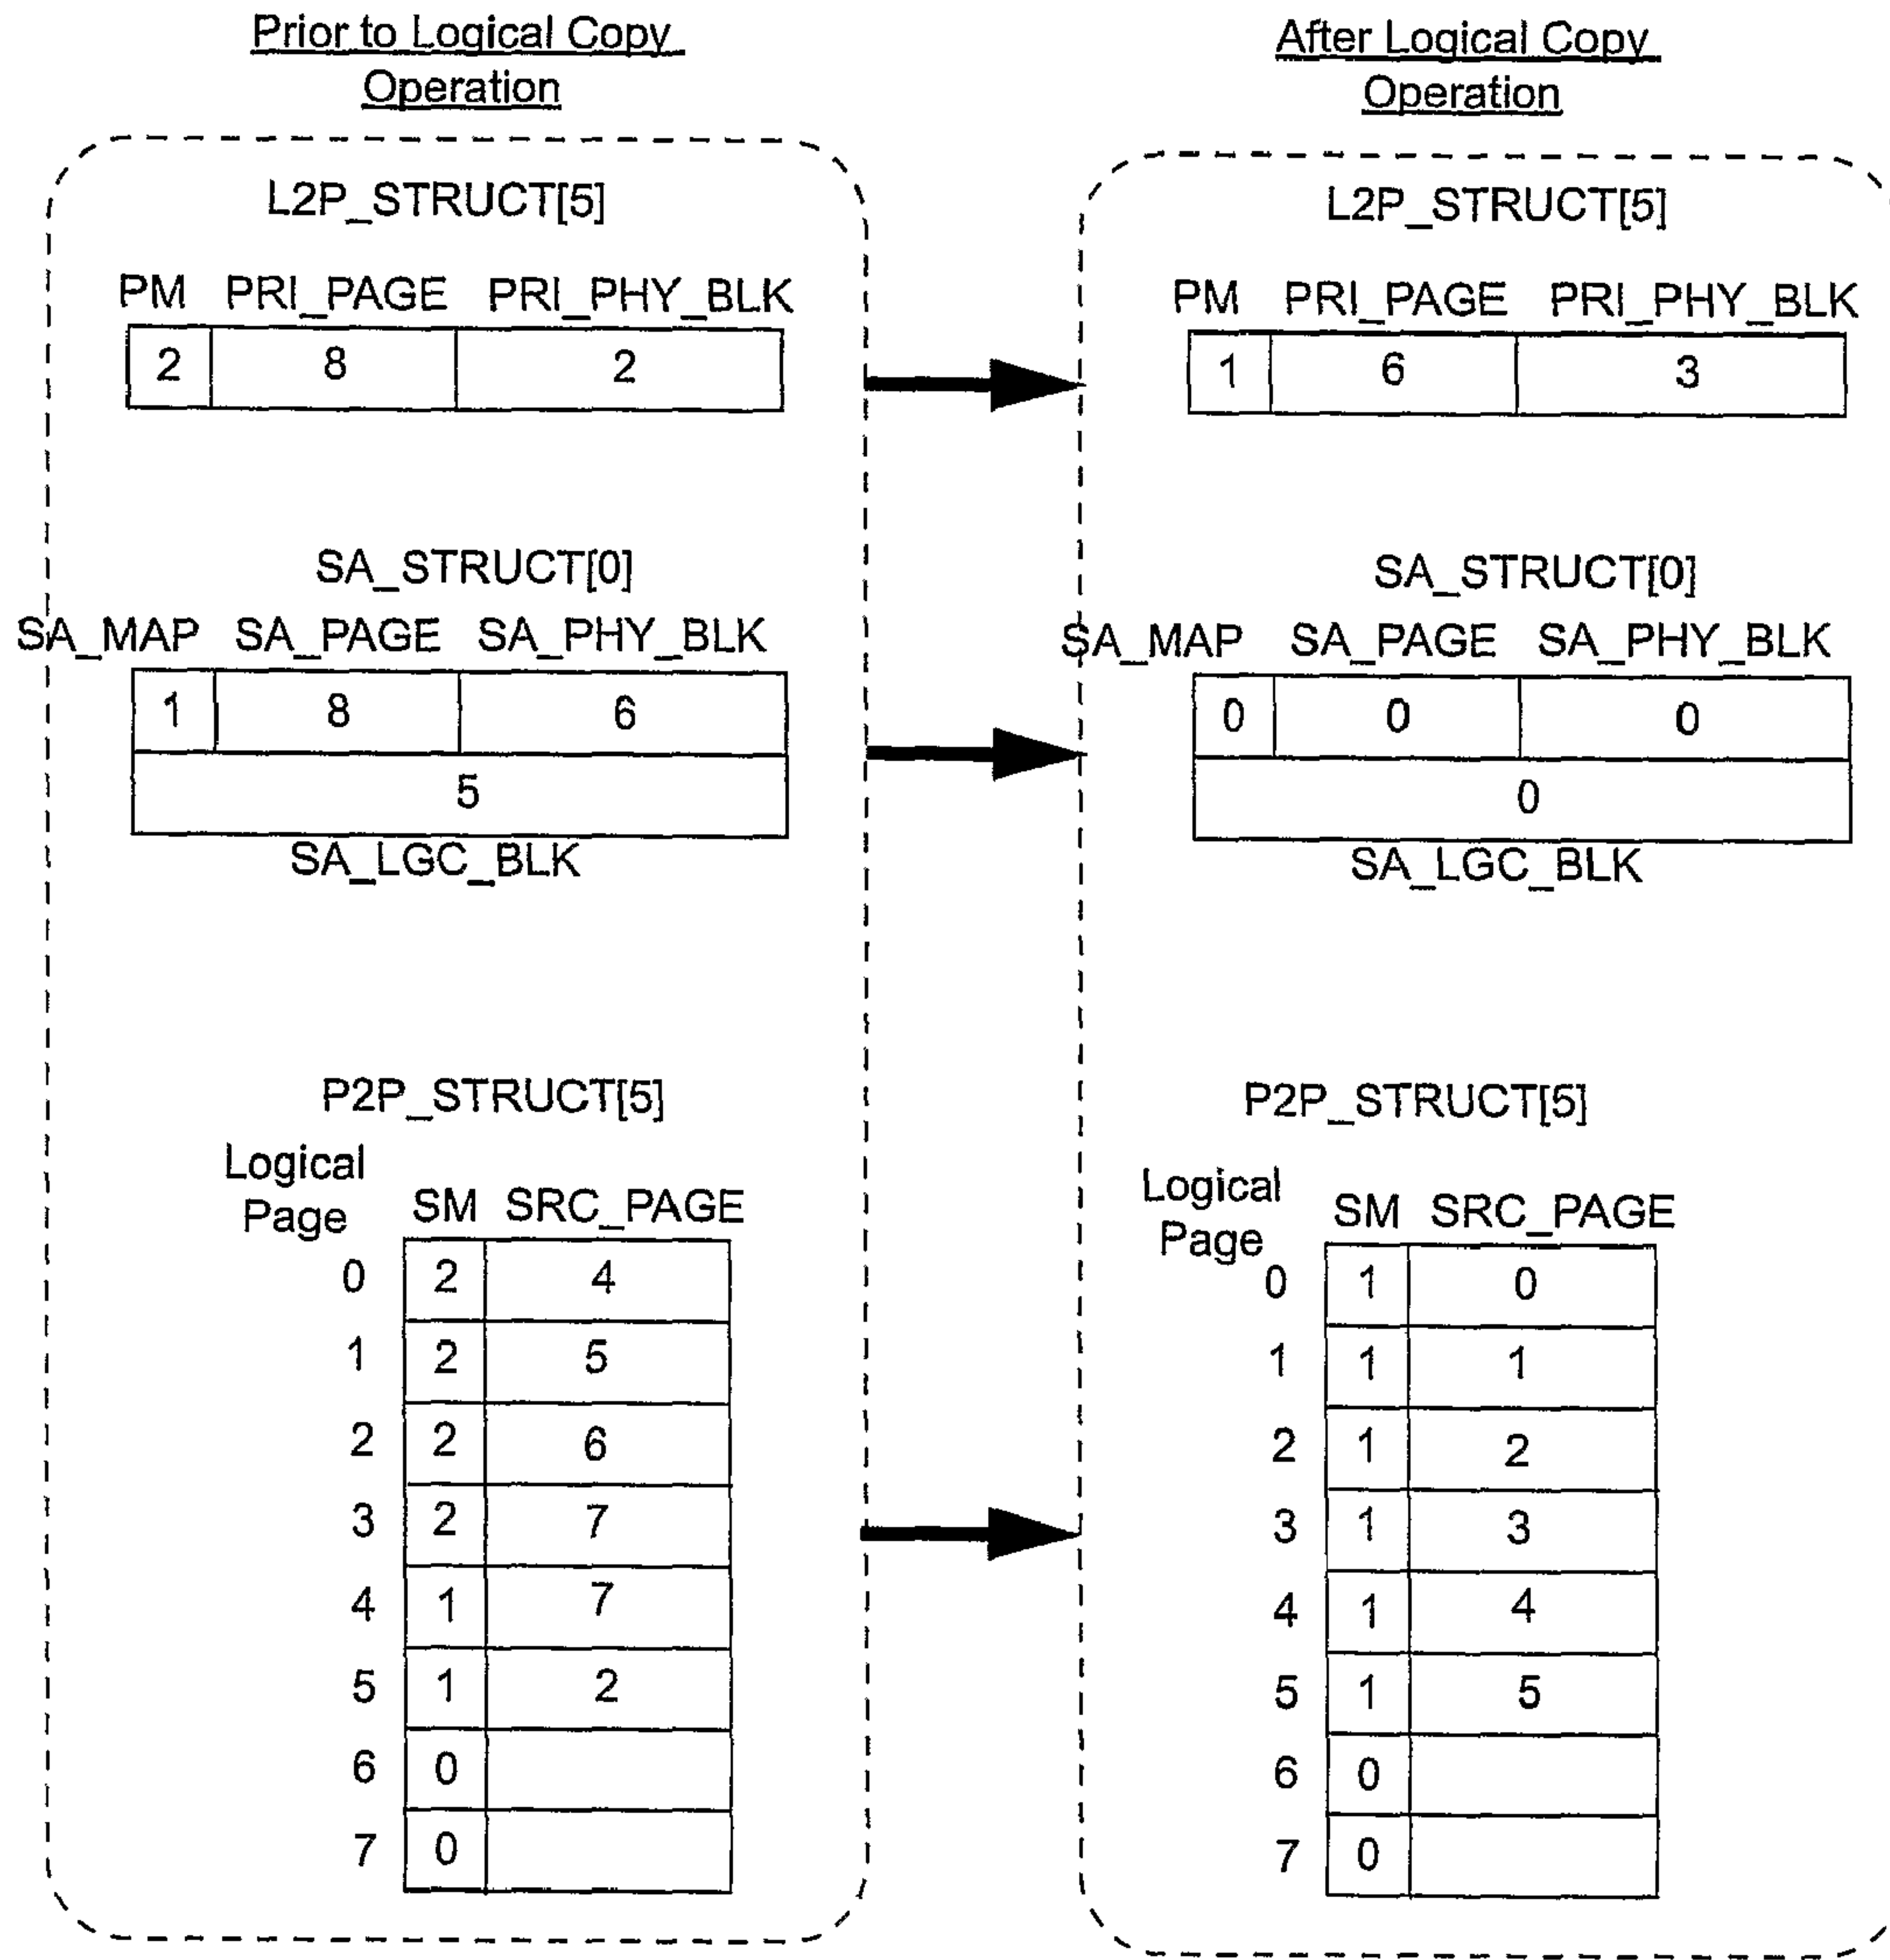 Prior to Logical Copy
Operation
L2P_STRUCT[5]
PM PRI_PAGE PRI_PHY_BLK
2 8 2
SA_STRUCT[0]
SA_MAP SA_PAGE SA_PHY_BLK
1 8 6
5
SA_LGC_BLK
P2P_STRUCT[5]
Logical
Page SM SRC_PAGE
0 2 4
1 2 5
2 2 6
3 2 7
4 1 7
5 1 2
6 0
7 0
After Logical Copy
Operation
L2P_STRUCT[5]
PM PRI_PAGE PRI_PHY_BLK
1 6 3
SA_STRUCT[0]
SA_MAP SA_PAGE SA_PHY_BLK
0 0 0
0
SA_LGC_BLK
P2P_STRUCT[5]
Logical
Page SM SRC_PAGE
0 1 0
1 1 1
2 1 2
3 1 3
4 1 4
5 1 5
6 0
7 0